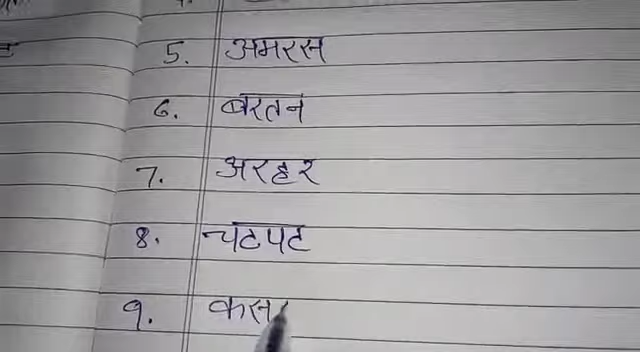 5. अमरस
6. बरतन
7. अरहर
8. चटपट
9. कस